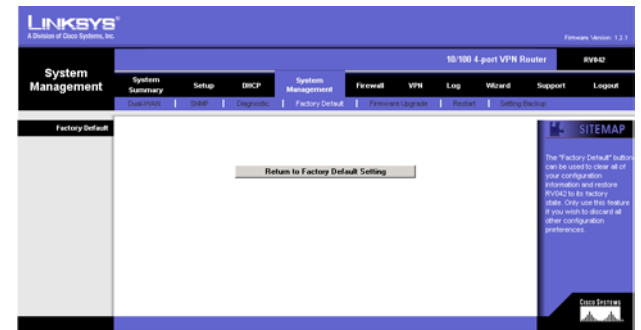 LINKSYS®
A Division of Cisco Systems, Inc.
Firmware Version: 1.2.1
10/100 4-port VPN Router
RV042
System Management
System Summary
Setup
DHCP
System Management
Firewall
VPN
Log
Wizard
Support
Logout
Dual-WAN | SNMP | Diagnostic | Factory Default | Firmware Upgrade | Restart | Setting Backup
Factory Default
Return to Factory Default Setting
SITEMAP
The "Factory Default" button
can be used to clear all of
your configuration
information and restore
RV042 to its factory
state. Only use this feature
if you wish to discard all
other configuration
preferences.
CISCO SYSTEMS